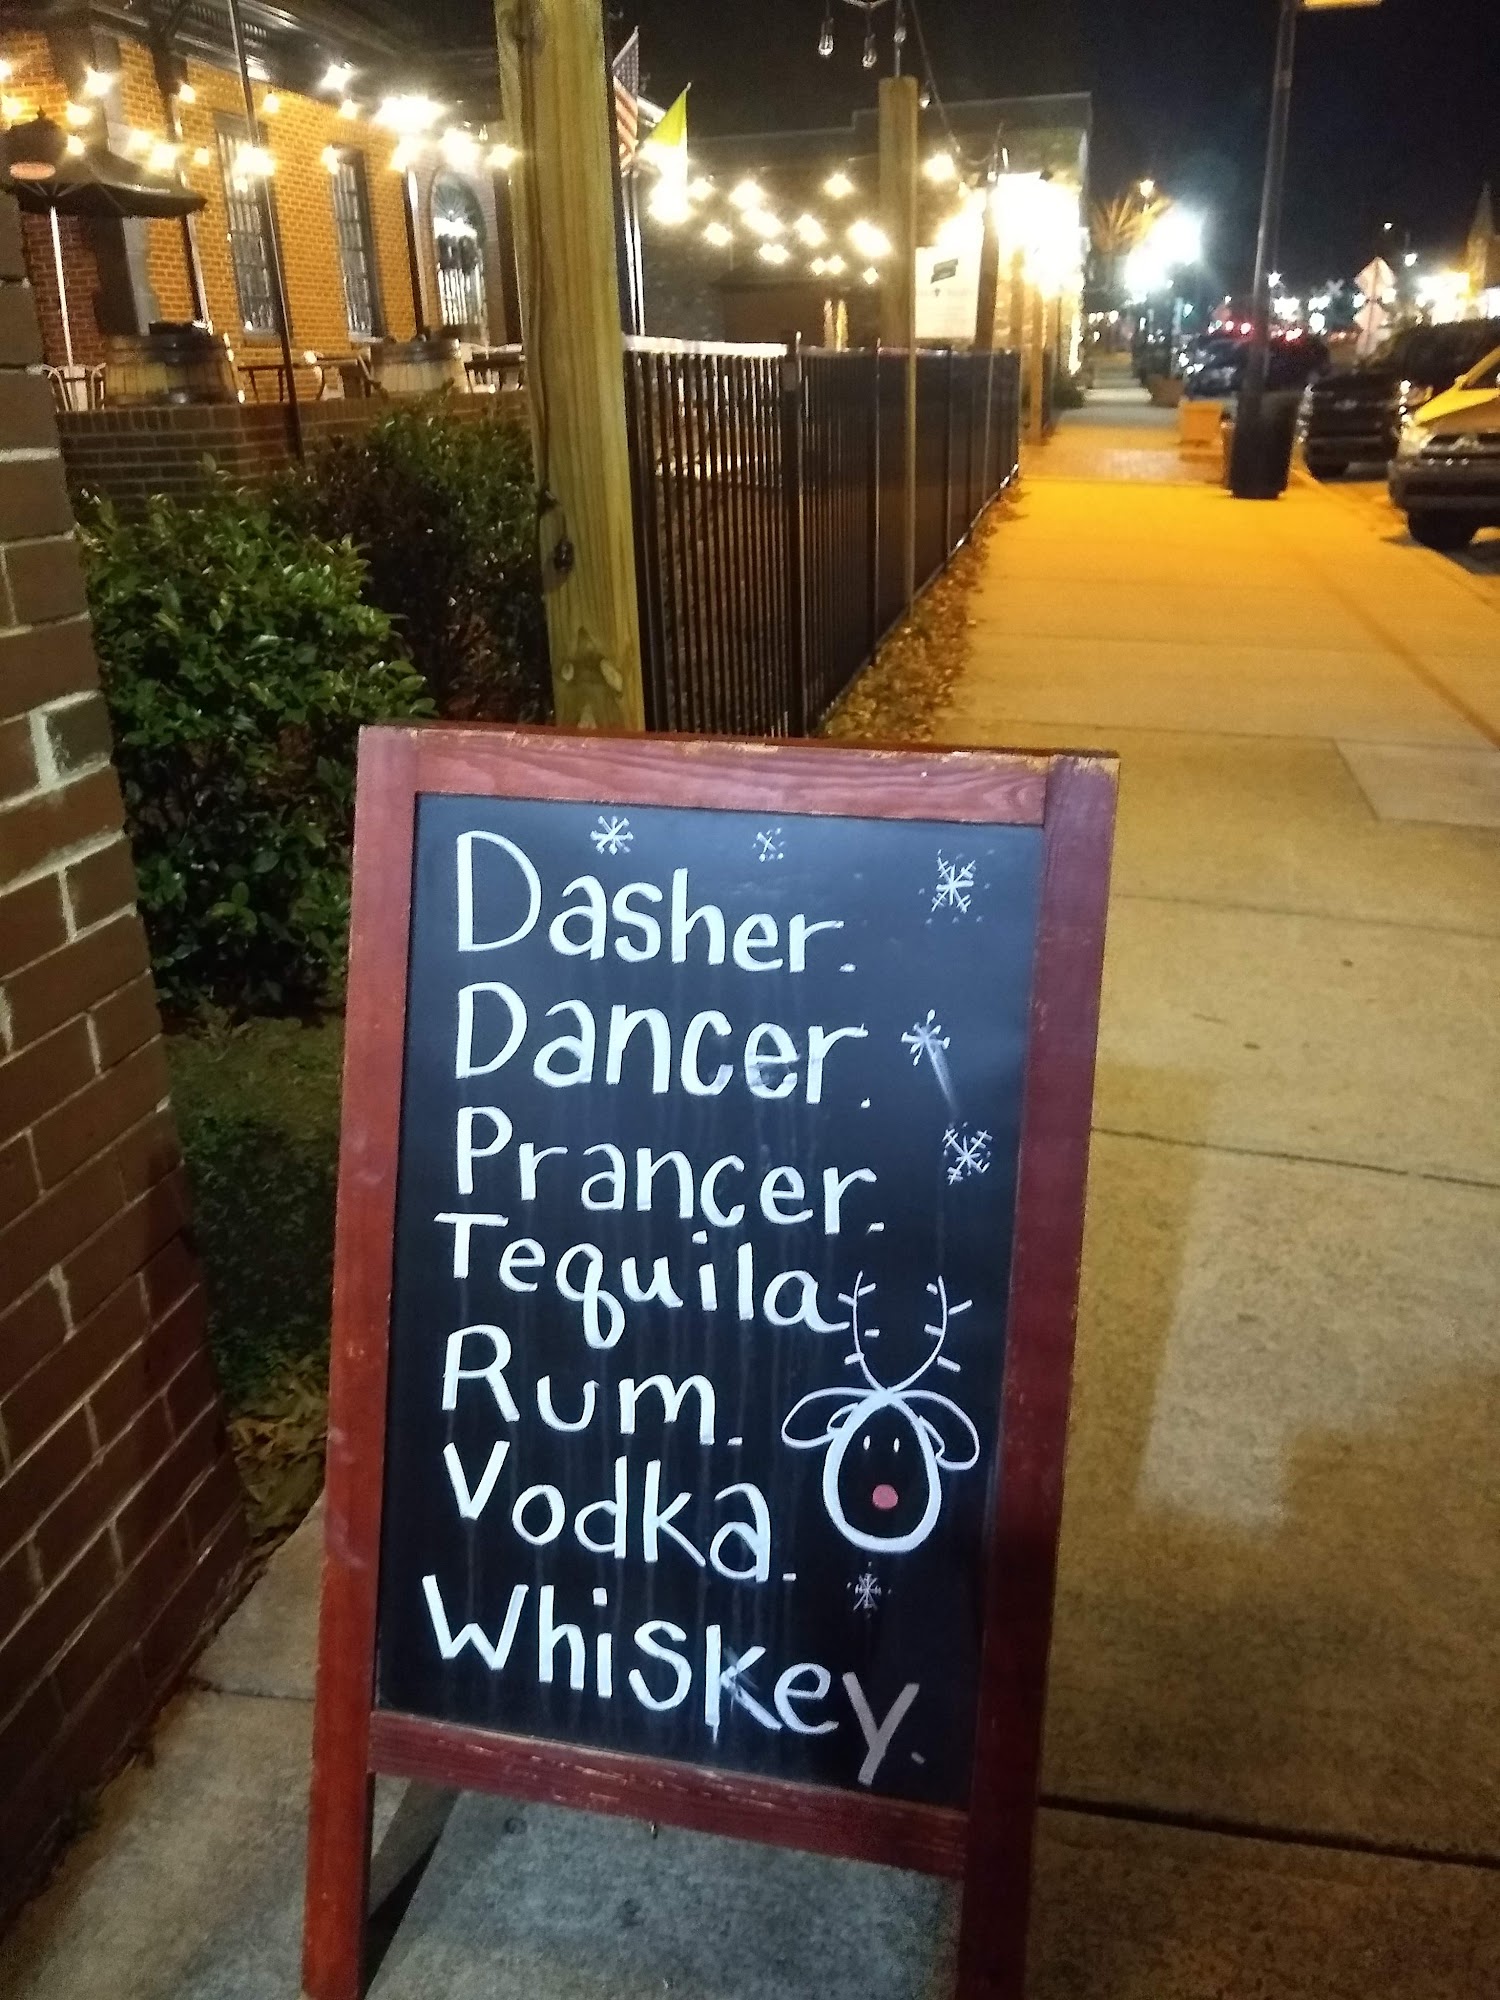 Dasher.
Dancer.
Prancer.
Tequila.
Rum.
Vodka.
Whiskey.